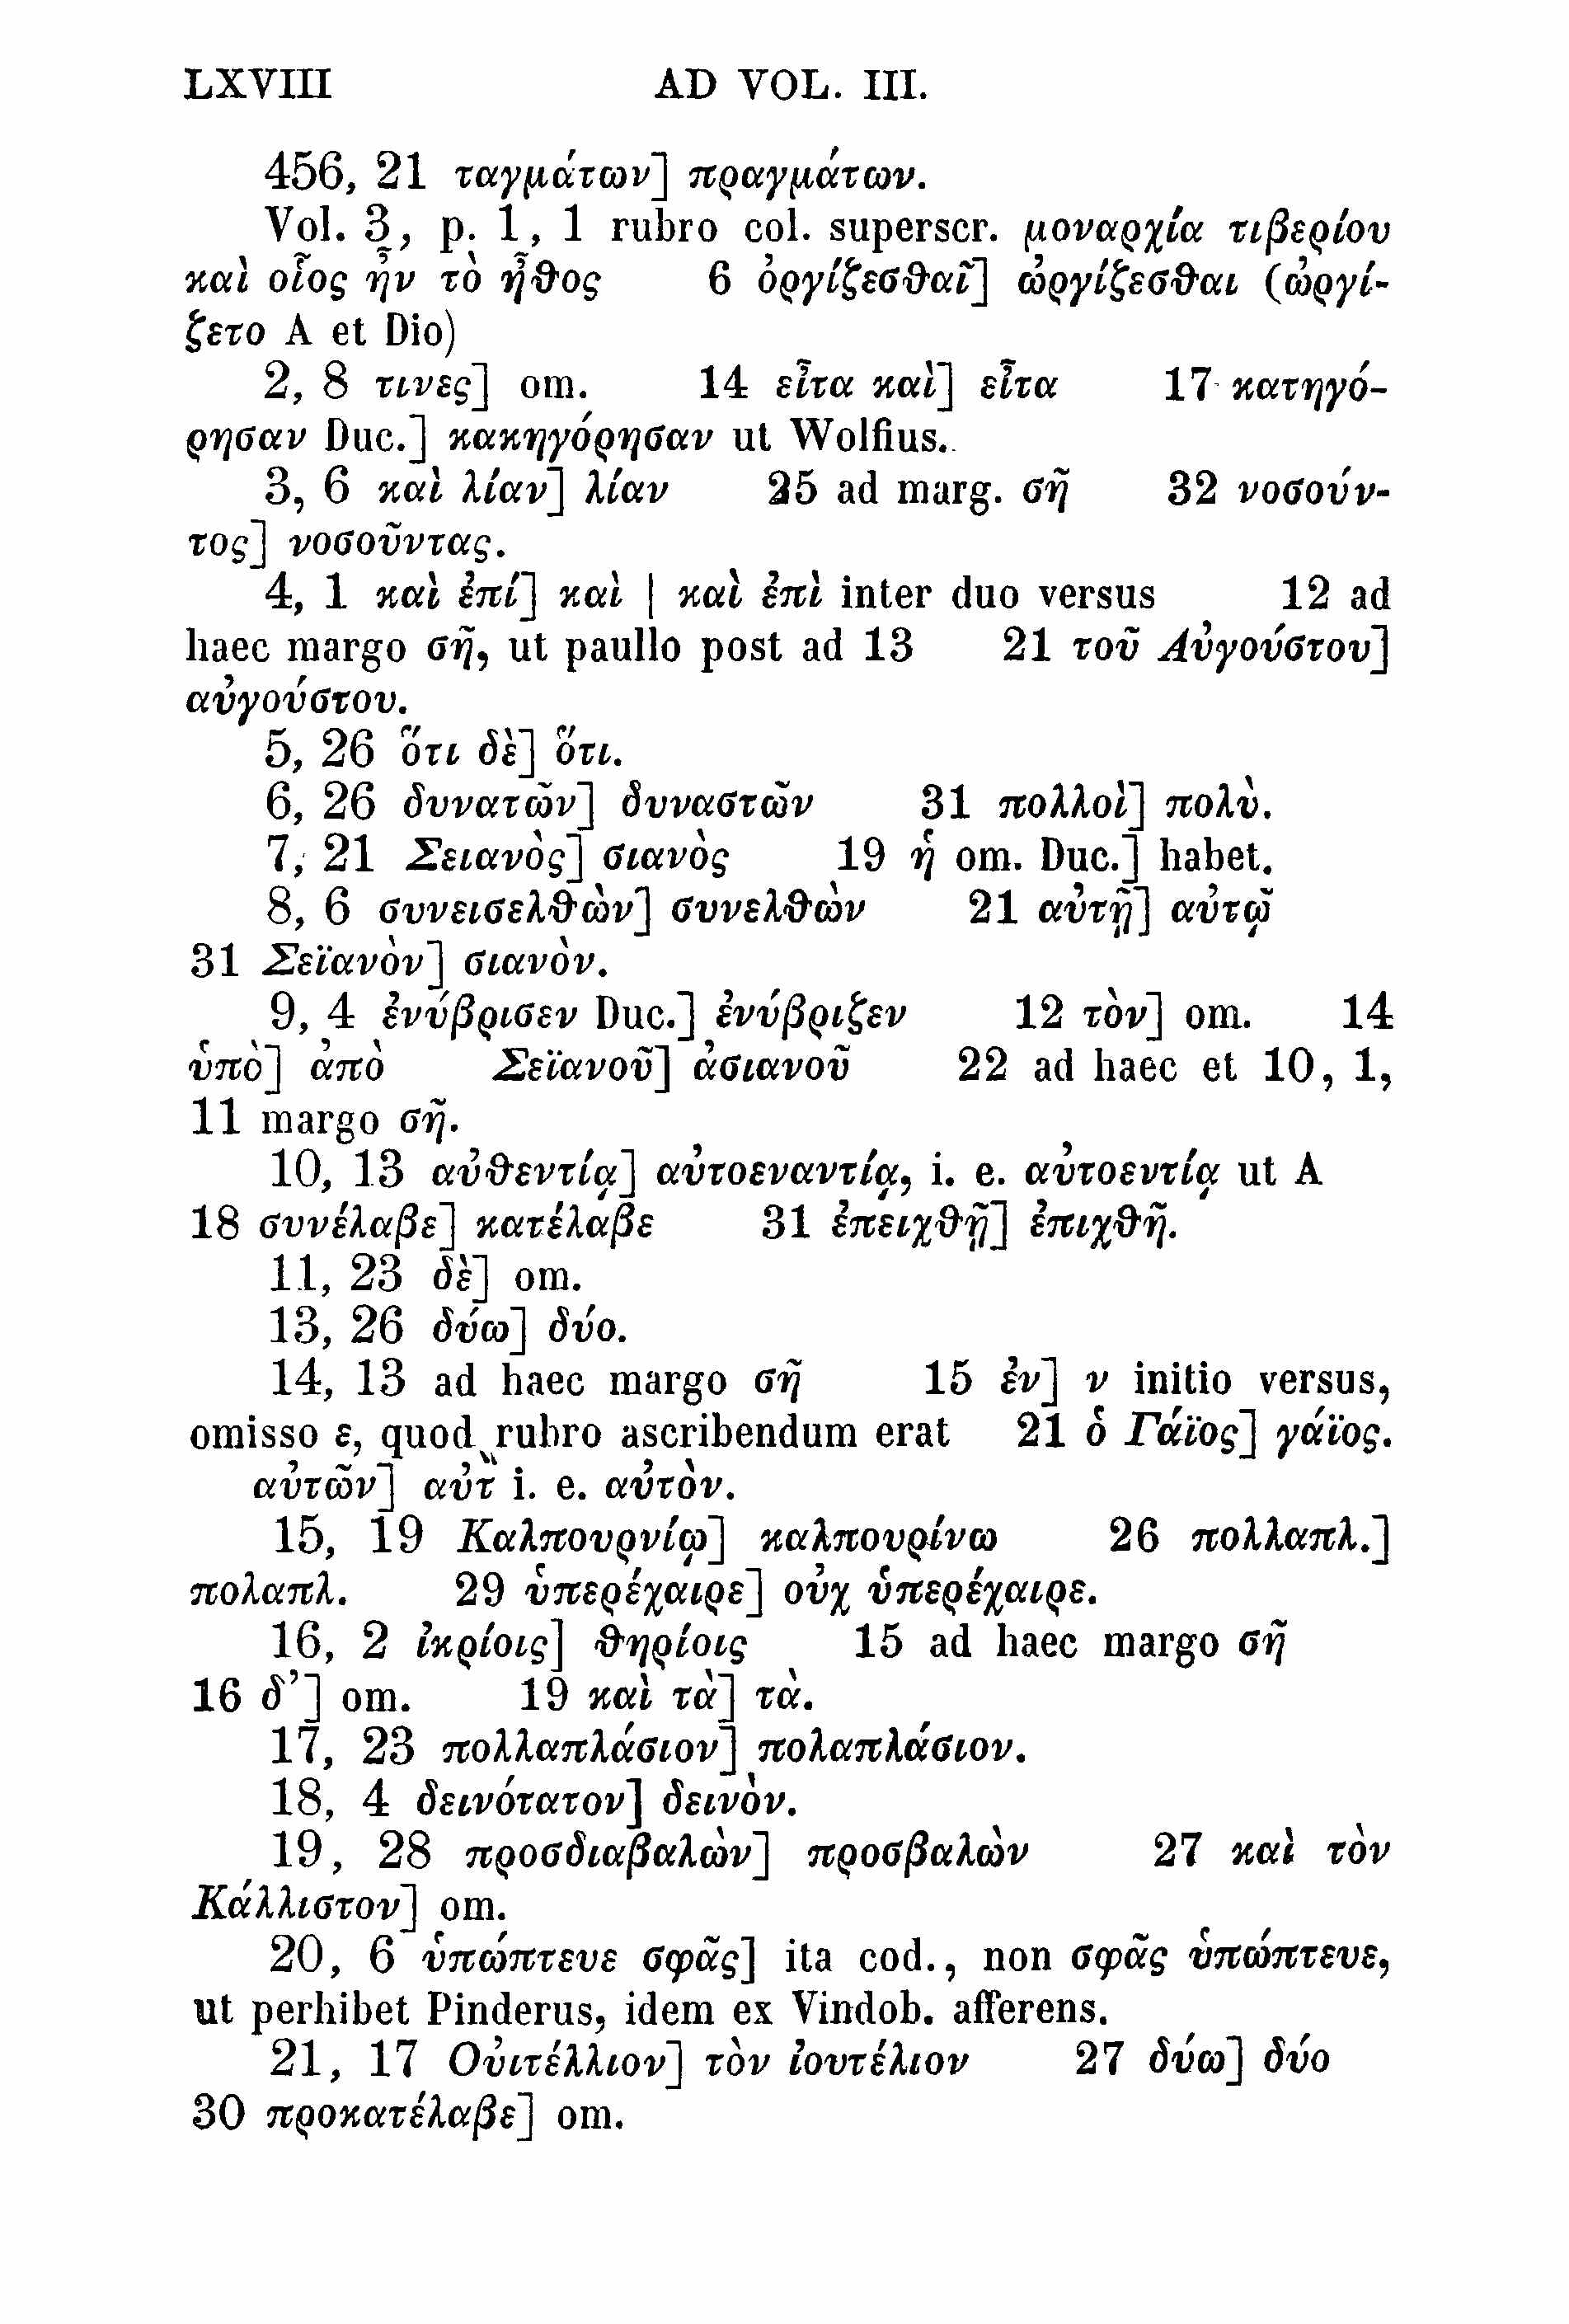 LXVIII AD VOL. III.
456, 21 ταγμάτων] πραγμάτων.
Vol. 3, p. 1, 1 rubro col. superscr. μοναρχία τιβερίου
καὶ οἷος ἦν τὸ ἦϑος 6 ὀργίζεσϑαῖ] ὠργίζεσϑαι (ὠργί-
ζετο A et Dio)
2, 8 τινες] om. 14 εἶτα καὶ] εἶτα 17 κατηγό-
ρησαν Duc.] κακηγόρησαν ut Wolfius.
3, 6 καὶ λίαν] λίαν 25 ad marg. σῆ 32 νοσούν-
τος] νοσοῦντας.
4, 1 καὶ ἐπί] καὶ | καὶ ἐπὶ inter duo versus 12 ad
haec margo σῆ, ut paullo post ad 13 21 τοῦ Αὐγούστου]
αὐγούστου.
5, 26 ὅτι δὲ] ὅτι.
6, 26 δυνατῶν] δυναστῶν 31 πολλοὶ] πολὺ.
7, 21 Σειανὸς] σιανὸς 19 ἡ om. Duc.] habet.
8, 6 συνεισελϑὼν] συνελϑὼν 21 αὐτῇ] αὐτῷ
31 Σεϊανὸν] σιανὸν.
9, 4 ἐνύβρισεν Duc.] ἐνύβριζεν 12 τὸν] om. 14
ὑπὸ] ἀπὸ Σεϊανοῦ] ἀσιανοῦ 22 ad haec et 10, 1,
11 margo σῆ.
10, 13 αὐϑεντίᾳ] αὐτοεναντίᾳ, i. e. αὐτοεντίᾳ ut A
18 συνέλαβε] κατέλαβε 31 ἐπειχϑῇ] ἐπιχϑῆ.
11, 23 δὲ] om.
13, 26 δύω] δύο.
14, 13 ad haec margo σῆ 15 ἐν] ν initio versus,
omisso ε, quod rubro ascribendum erat 21 ὁ Γάϊος] γάϊος.
αὐτῶν] αὐτ̏ i. e. αὐτὸν.
15, 19 Καλπουρνίῳ] καλπουρίνω 26 πολλαπλ.]
πολαπλ. 29 ὑπερέχαιρε] οὐχ ὑπερέχαιρε.
16, 2 ἰκρίοις] ϑηρίοις 15 ad haec margo σῆ
16 δ’] om. 19 καὶ τὰ] τὰ.
17, 23 πολλαπλάσιον] πολαπλάσιον.
18, 4 δεινότατον] δεινὸν.
19, 28 προσδιαβαλὼν] προσβαλὼν 27 καὶ τὸν
Κάλλιστον] om.
20, 6 ὑπώπτευε σφᾶς] ita cod., non σφᾶς ὑπώπτευε,
ut perhibet Pinderus, idem ex Vindob. afferens.
21, 17 Οὐιτέλλιον] τὸν ἰουτέλιον 27 δύω] δύο
30 προκατέλαβε] om.